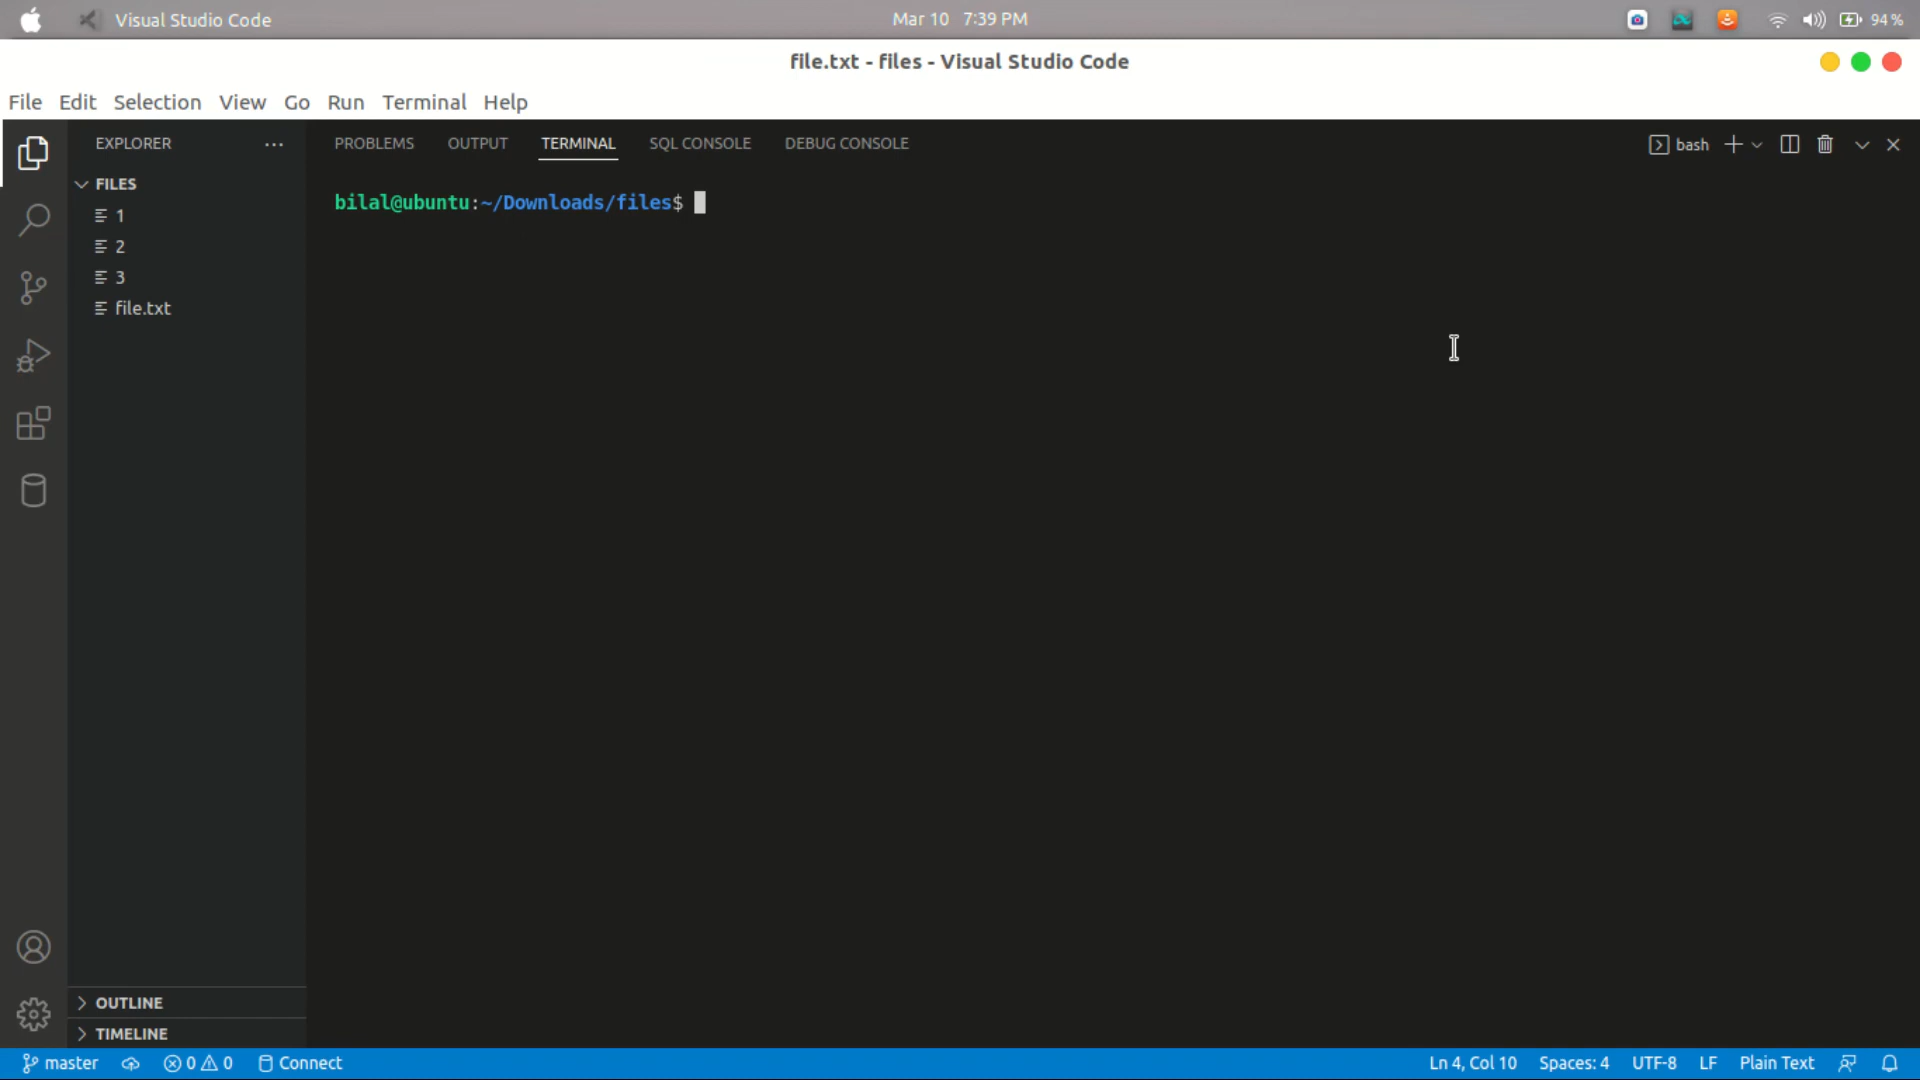 Visual Studio Code
Mar 10 7:39 PM
94 %
file.txt - files - Visual Studio Code
File Edit Selection View Go Run Terminal Help
EXPLORER
PROBLEMS OUTPUT TERMINAL SQL CONSOLE DEBUG CONSOLE
bash
FILES
1
2
3
file.txt
bilal@ubuntu:~/Downloads/files$
OUTLINE
TIMELINE
master 0 0 Connect
Ln 4, Col 10 Spaces: 4 UTF-8 LF Plain Text